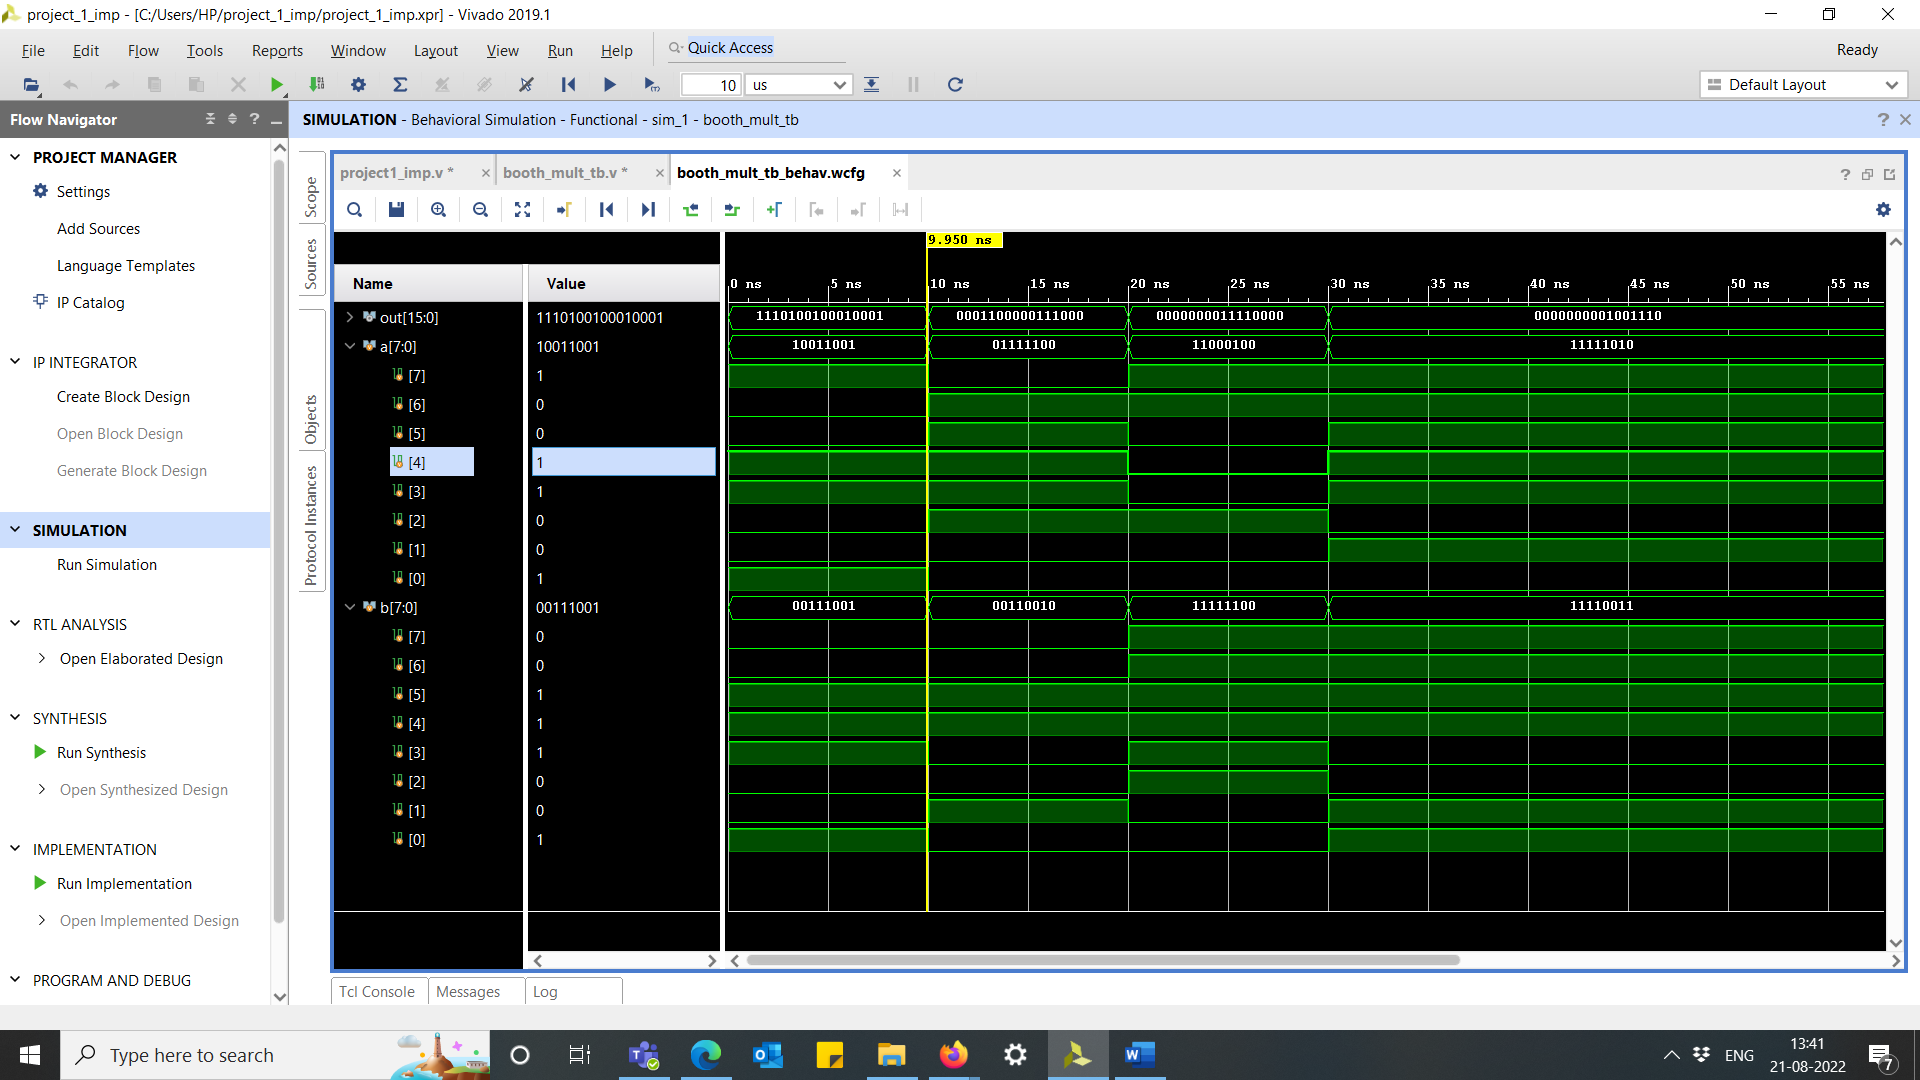 project_1_imp - [C:/Users/HP/project_1_imp/project_1_imp.xpr] - Vivado 2019.1
File Edit Flow Tools Reports Window Layout View Run Help Quick Access Ready
10 us Default Layout
Flow Navigator
SIMULATION - Behavioral Simulation - Functional - sim_1 - booth_mult_tb
PROJECT MANAGER
Settings
Add Sources
Language Templates
IP Catalog
IP INTEGRATOR
Create Block Design
Open Block Design
Generate Block Design
SIMULATION
Run Simulation
RTL ANALYSIS
Open Elaborated Design
SYNTHESIS
Run Synthesis
Open Synthesized Design
IMPLEMENTATION
Run Implementation
Open Implemented Design
PROGRAM AND DEBUG
Scope
Sources
Objects
Protocol Instances
project1_imp.v * booth_mult_tb.v * booth_mult_tb_behav.wcfg
9.950 ns
Name Value 0 ns 5 ns 10 ns 15 ns 20 ns 25 ns 30 ns 35 ns 40 ns 45 ns 50 ns 55 ns
out[15:0] 1110100100010001 1110100100010001 0001100000111000 0000000011110000 0000000001001110
a[7:0] 10011001 10011001 01111100 11000100 11111010
[7] 1
[6] 0
[5] 0
[4] 1
[3] 1
[2] 0
[1] 0
[0] 1
b[7:0] 00111001 00111001 00110010 11111100 11110011
[7] 0
[6] 0
[5] 1
[4] 1
[3] 1
[2] 0
[1] 0
[0] 1
Tcl Console Messages Log
Type here to search
ENG
13:41
21-08-2022
7